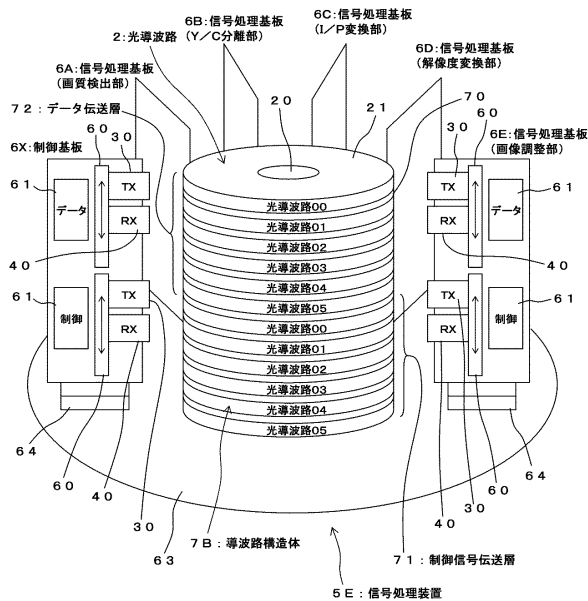 6B:信号処理基板
(Y/C分離部)
6C:信号処理基板
(I/P変換部)
2:光導波路
6D:信号処理基板
(解像度変換部)
6A:信号処理基板
(画質検出部)
20
21
70
72:データ伝送層
60
30
6X:制御基板
60
30
6E:信号処理基板
(画像調整部)
61
データ
TX
RX
TX
RX
データ
61
40
40
61
制御
TX
RX
TX
RX
制御
61
光導波路00
光導波路01
光導波路02
光導波路03
光導波路04
光導波路05
光導波路00
光導波路01
光導波路02
光導波路03
光導波路04
光導波路05
64
60
40
30
63
7B:導波路構造体
71:制御信号伝送層
40
30
60
64
5E:信号処理装置